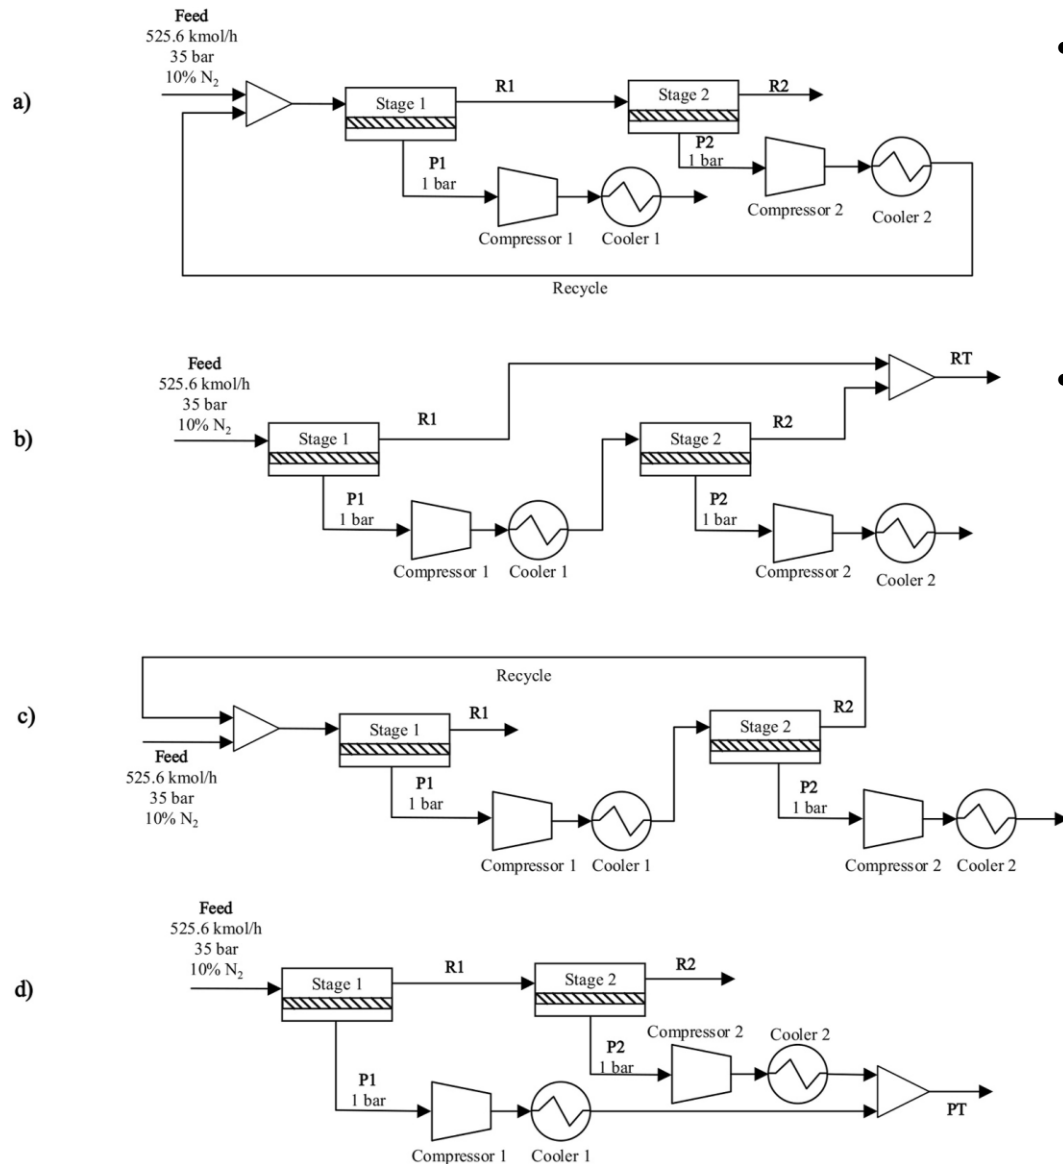 a)
Feed
525.6 kmol/h
35 bar
10% N₂
Stage 1
R1
Stage 2
R2
P1
1 bar
P2
1 bar
Compressor 1
Cooler 1
Compressor 2
Cooler 2
Recycle
b)
Feed
525.6 kmol/h
35 bar
10% N₂
Stage 1
R1
Stage 2
R2
RT
P1
1 bar
Compressor 1
Cooler 1
P2
1 bar
Compressor 2
Cooler 2
c)
Recycle
Feed
525.6 kmol/h
35 bar
10% N₂
Stage 1
R1
Stage 2
R2
P1
1 bar
Compressor 1
Cooler 1
P2
1 bar
Compressor 2
Cooler 2
d)
Feed
525.6 kmol/h
35 bar
10% N₂
Stage 1
R1
Stage 2
R2
P2
1 bar
Compressor 2
Cooler 2
P1
1 bar
Compressor 1
Cooler 1
PT